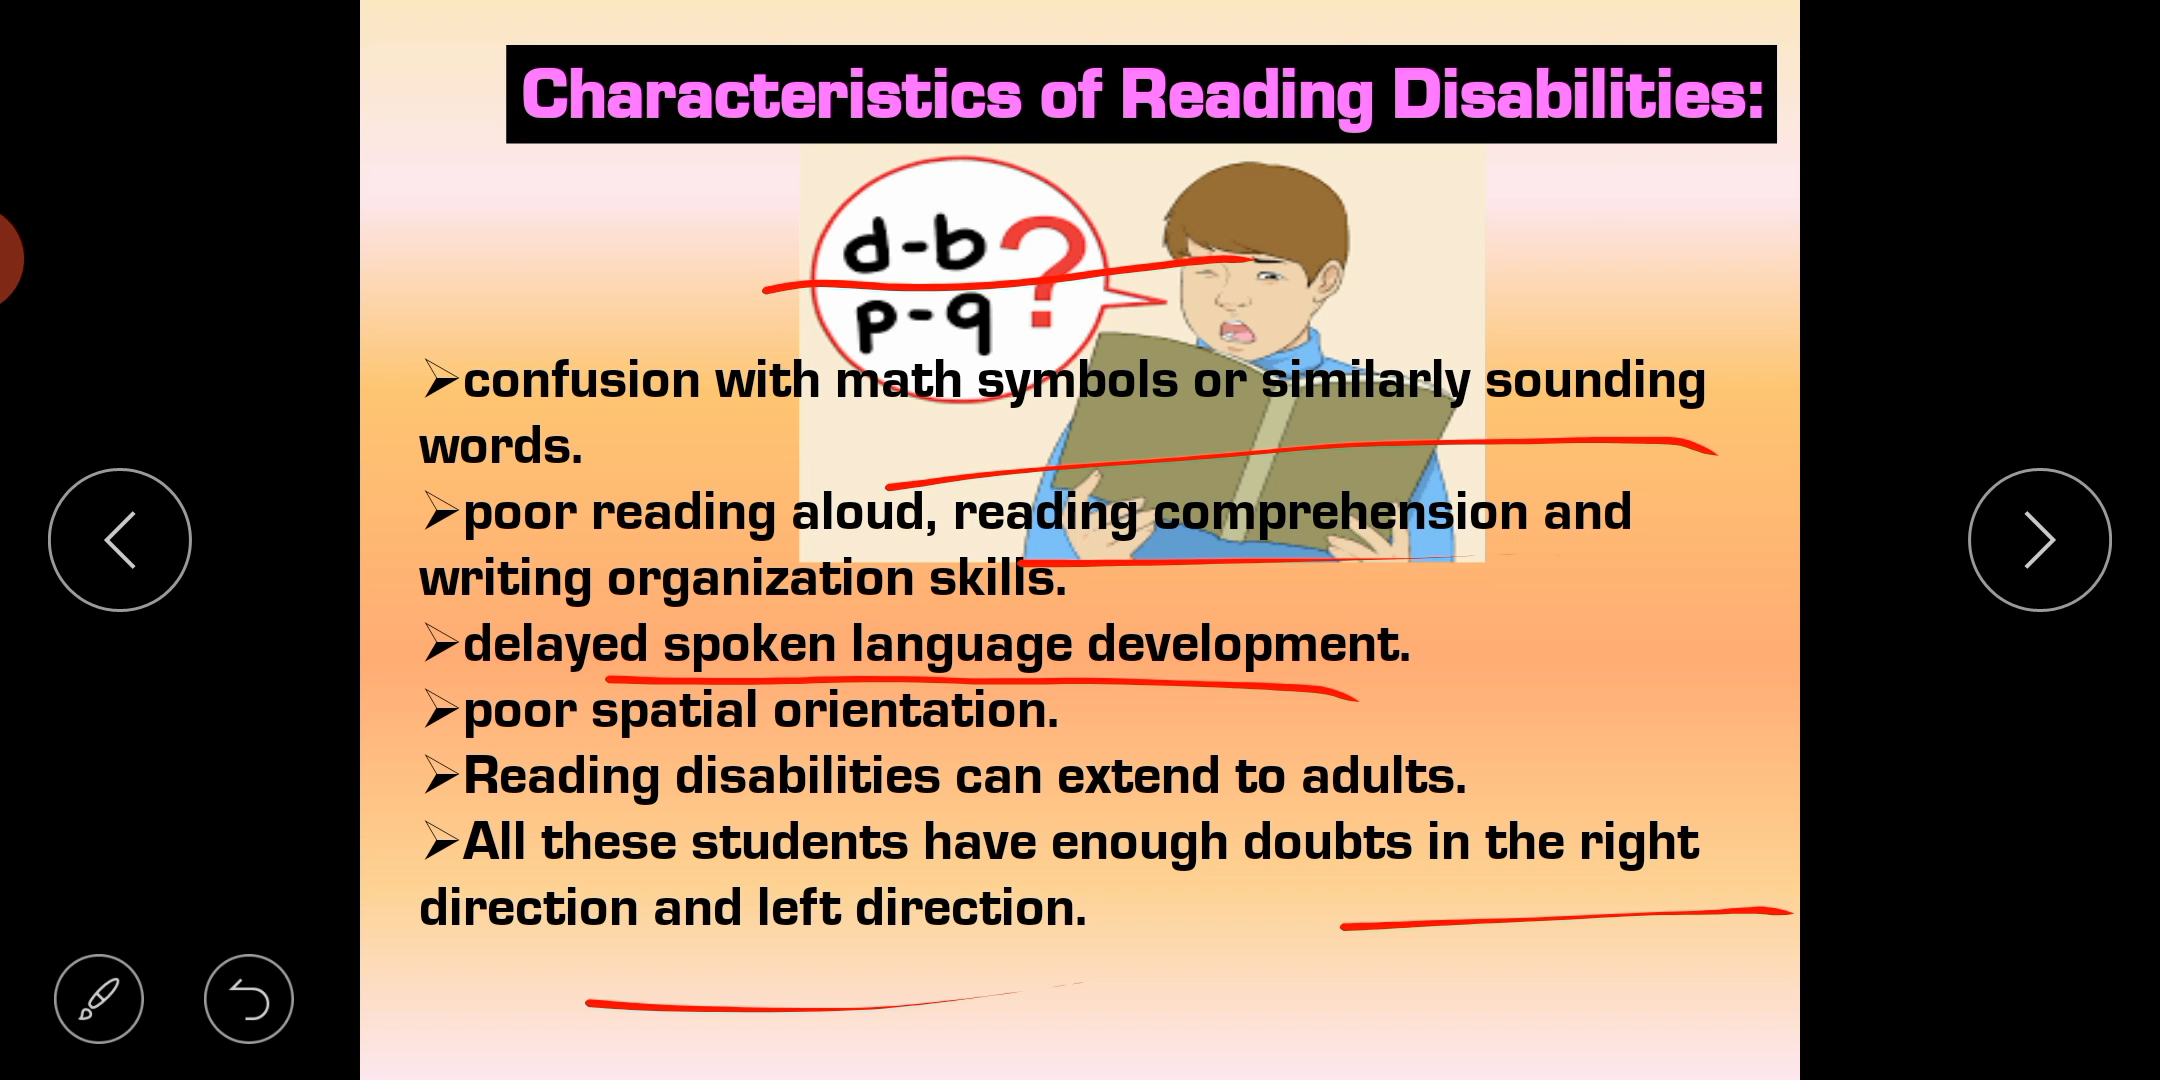 Characteristics of Reading Disabilities:
d-b
p-q ?
➢confusion with math symbols or similarly sounding
words.
➢poor reading aloud, reading comprehension and
writing organization skills.
➢delayed spoken language development.
➢poor spatial orientation.
➢Reading disabilities can extend to adults.
➢All these students have enough doubts in the right
direction and left direction.